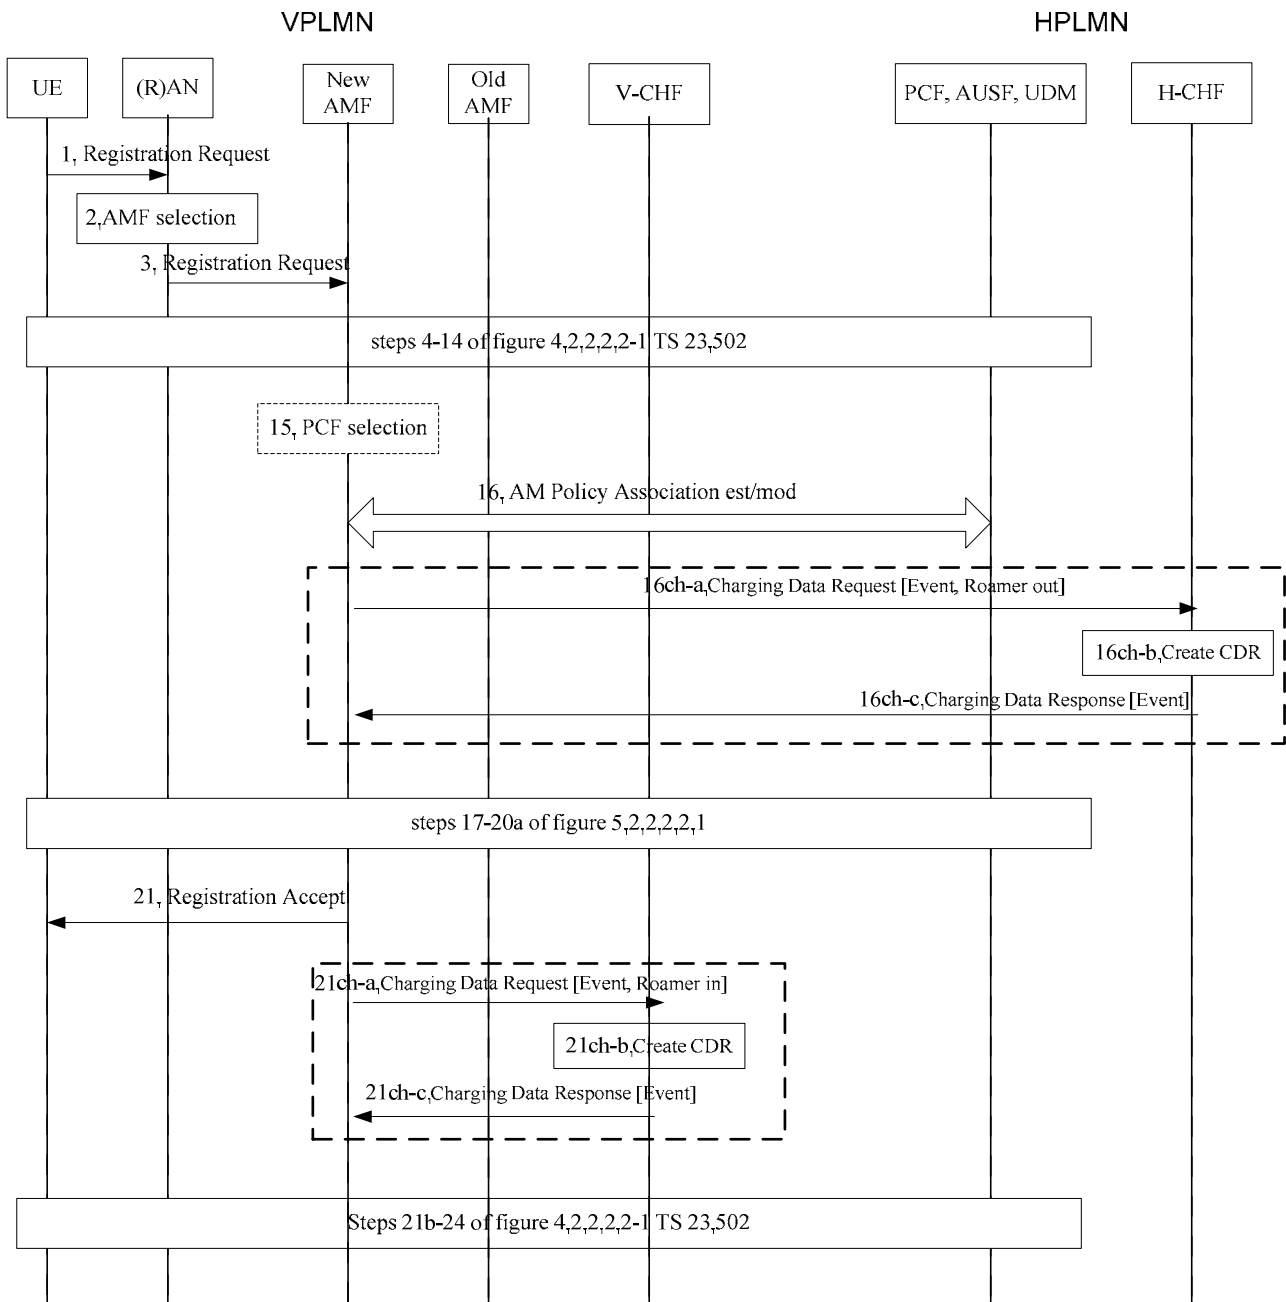 VPLMN
HPLMN
UE
(R)AN
New
AMF
Old
AMF
V-CHF
PCF, AUSF, UDM
H-CHF
1, Registration Request
2,AMF selection
3, Registration Request
steps 4-14 of figure 4,2,2,2,2-1 TS 23,502
15, PCF selection
16, AM Policy Association est/mod
16ch-a,Charging Data Request [Event, Roamer out]
16ch-b,Create CDR
16ch-c,Charging Data Response [Event]
steps 17-20a of figure 5,2,2,2,2,1
21, Registration Accept
21ch-a,Charging Data Request [Event, Roamer in]
21ch-b,Create CDR
21ch-c,Charging Data Response [Event]
Steps 21b-24 of figure 4,2,2,2,2-1 TS 23,502